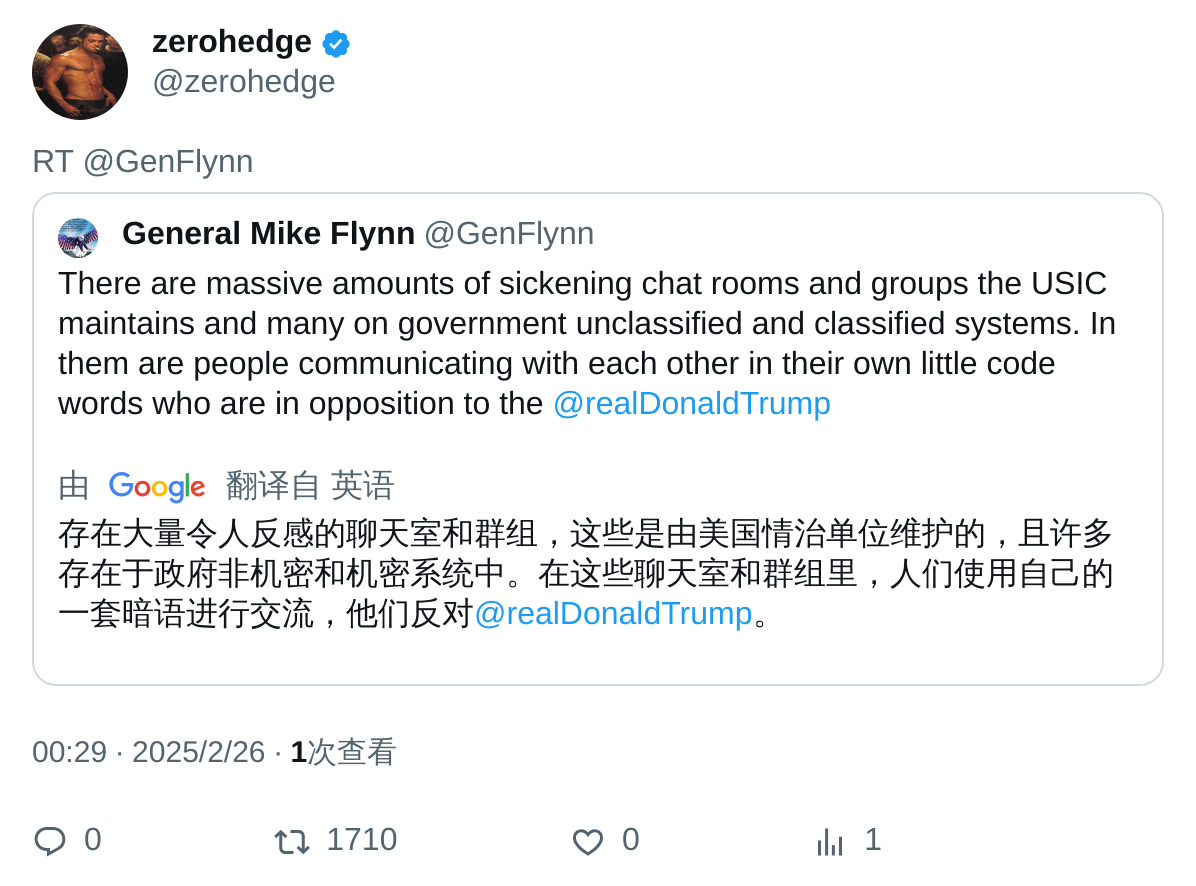 zerohedge
@zerohedge
RT @GenFlynn
General Mike Flynn @GenFlynn
There are massive amounts of sickening chat rooms and groups the USIC
maintains and many on government unclassified and classified systems. In
them are people communicating with each other in their own little code
words who are in opposition to the @realDonaldTrump
由 Google 翻译自 英语
存在大量令人反感的聊天室和群组，这些是由美国情治单位维护的，且许多
存在于政府非机密和机密系统中。在这些聊天室和群组里，人们使用自己的
一套暗语进行交流，他们反对@realDonaldTrump。
00:29 · 2025/2/26 · 1次查看
0 1710 0 1